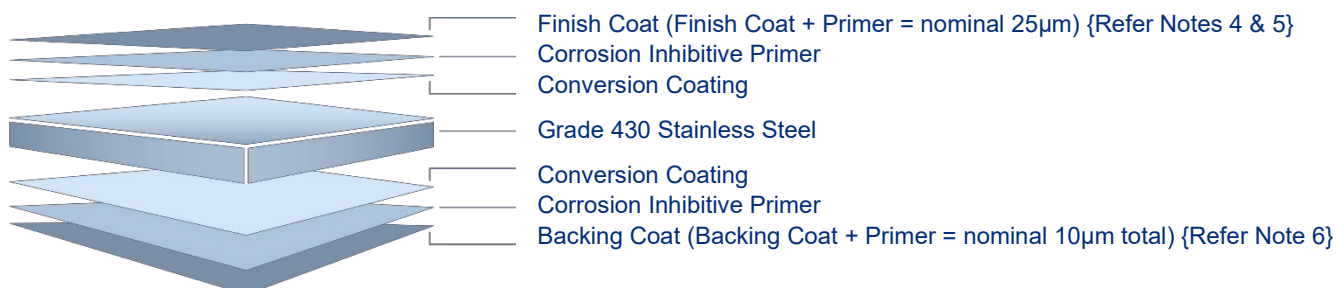 Finish Coat (Finish Coat + Primer = nominal 25µm) {Refer Notes 4 & 5}
Corrosion Inhibitive Primer
Conversion Coating
Grade 430 Stainless Steel
Conversion Coating
Corrosion Inhibitive Primer
Backing Coat (Backing Coat + Primer = nominal 10µm total) {Refer Note 6}